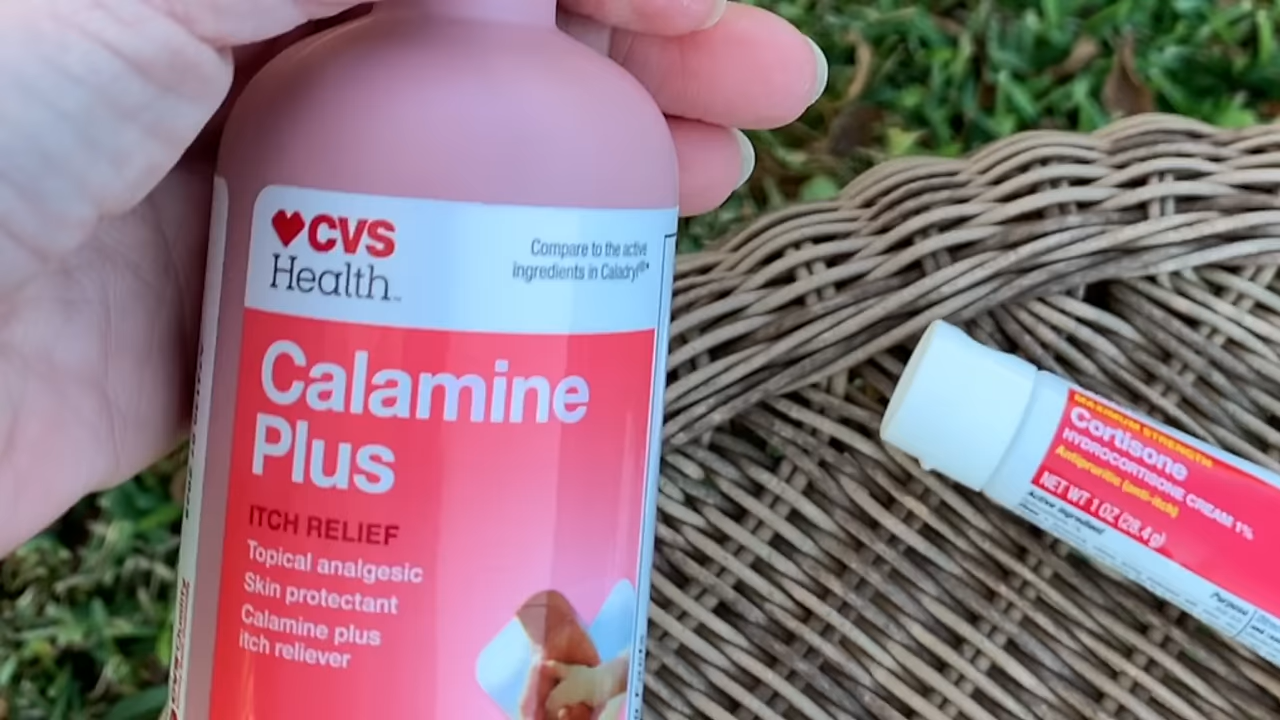 CVS
Health™
Compare to the active
ingredients in Caladryl®*
Calamine
Plus
ITCH RELIEF
Topical analgesic
Skin protectant
Calamine plus
itch reliever
MAXIMUM STRENGTH
Cortisone
HYDROCORTISONE CREAM 1%
Antipruritic (anti-itch)
NET WT 1 OZ (28.4 g)
Active ingredient
Purpose